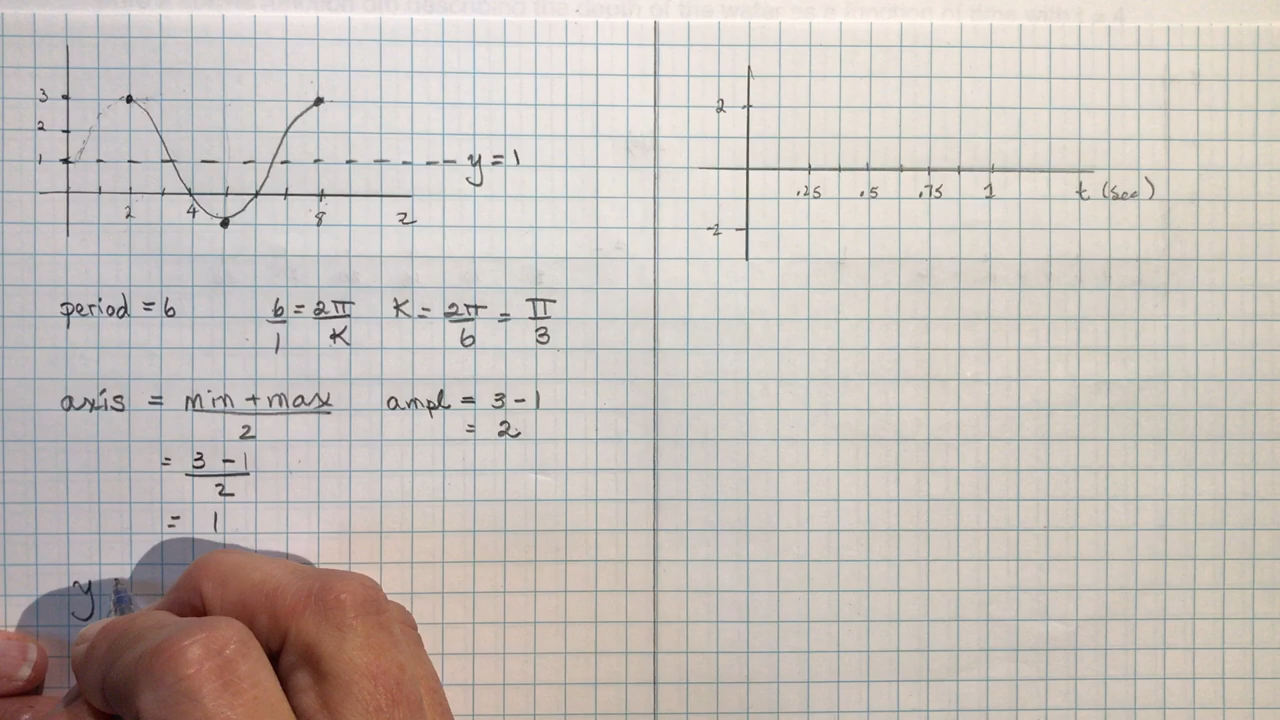 3
2
1
y = 1
2
4
8
2
period = 6
6/1 = 2π/K
K = 2π/6 = π/3
axis = min + max / 2
ampl = 3 - 1
= 2
= 3 - 1 / 2
= 1
y
2
-2
.25
.5
.75
1
t (sec)